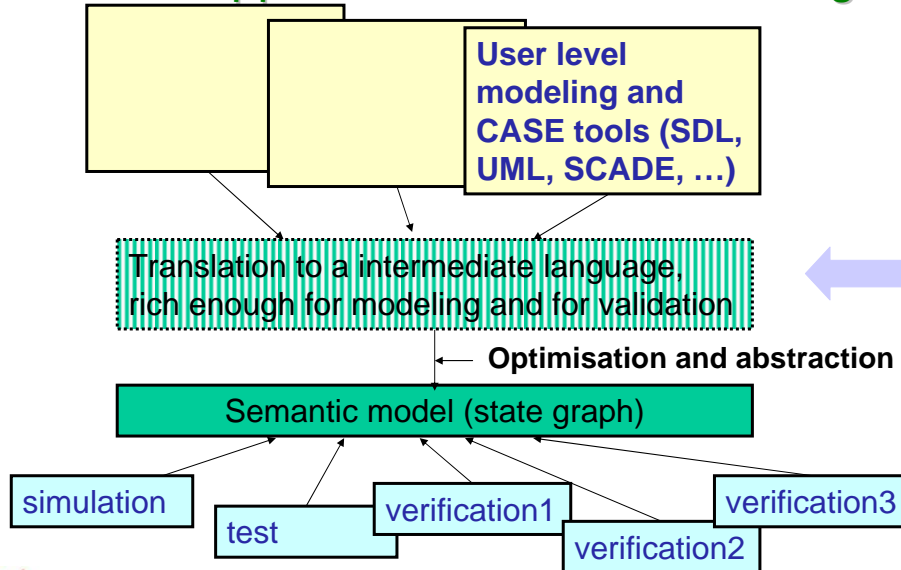 User level
modeling and
CASE tools (SDL,
UML, SCADE, …)
Translation to a intermediate language,
rich enough for modeling and for validation
Optimisation and abstraction
Semantic model (state graph)
simulation
test
verification1
verification2
verification3